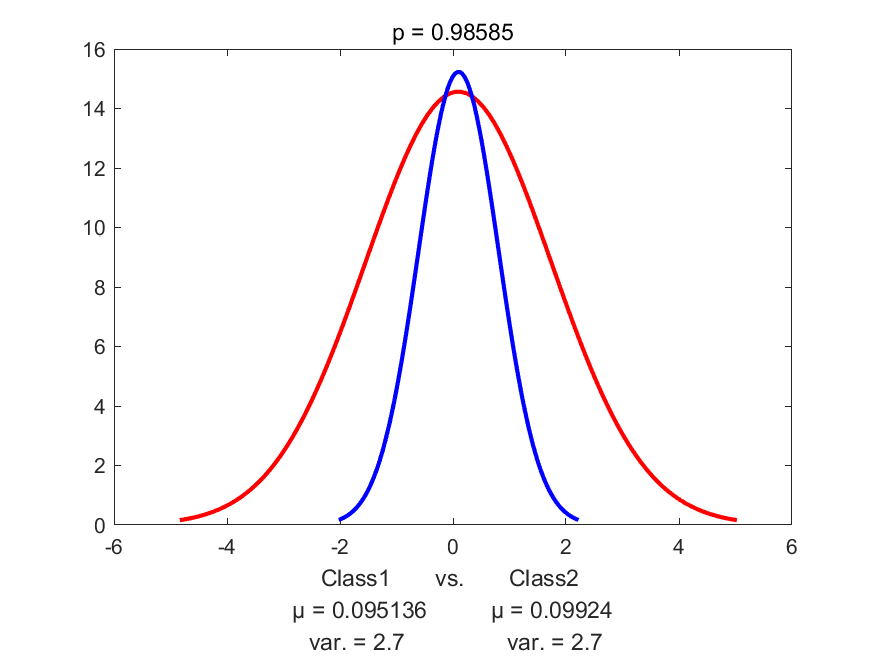 p = 0.98585
16
14
12
10
8
6
4
2
0
-6 -4 -2 0 2 4 6
Class1 vs. Class2
μ = 0.095136 μ = 0.09924
var. = 2.7 var. = 2.7